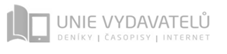 UNIE VYDAVATELŮ
DENÍKY | ČASOPISY | INTERNET